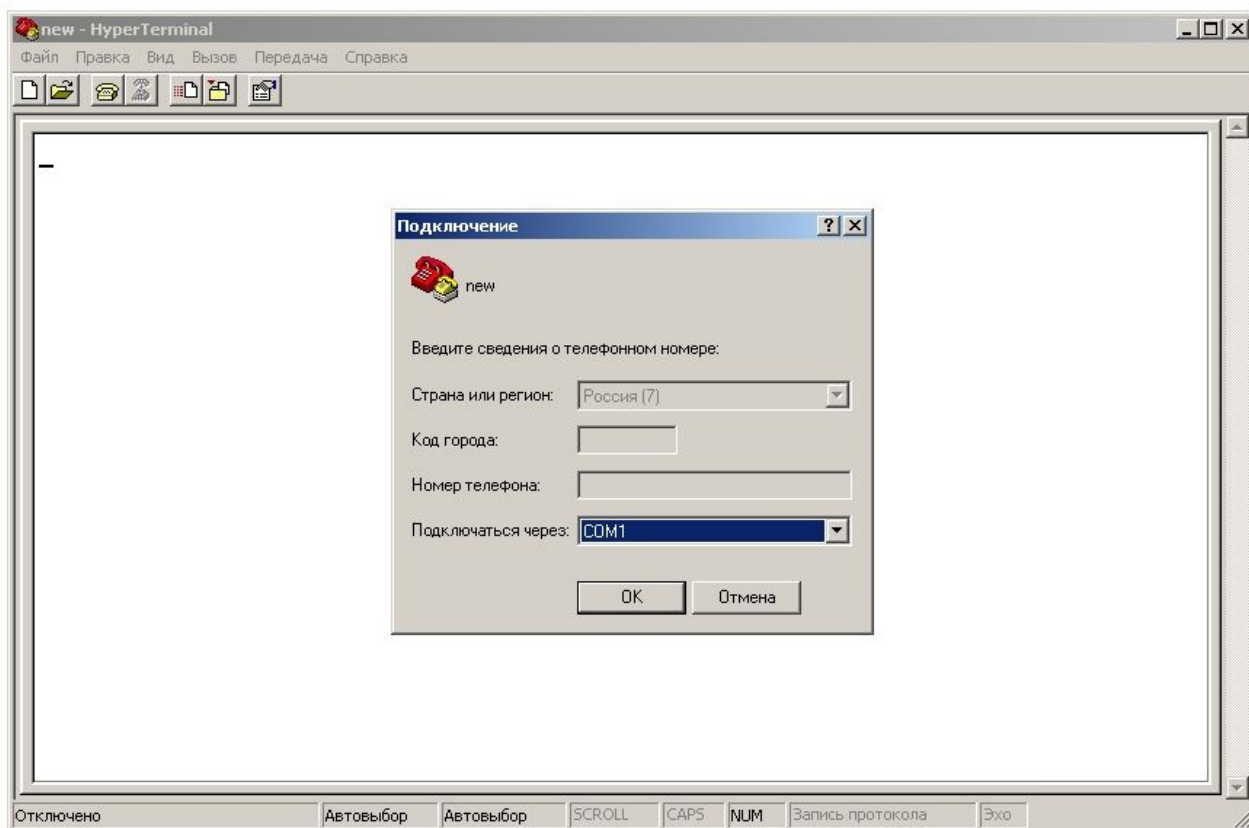 new - HyperTerminal
Файл Правка Вид Вызов Передача Справка
Подключение
new
Введите сведения о телефонном номере:
Страна или регион: Россия (7)
Код города:
Номер телефона:
Подключаться через: COM1
OK Отмена
Отключено Автовыбор Автовыбор SCROLL CAPS NUM Запись протокола Эхо